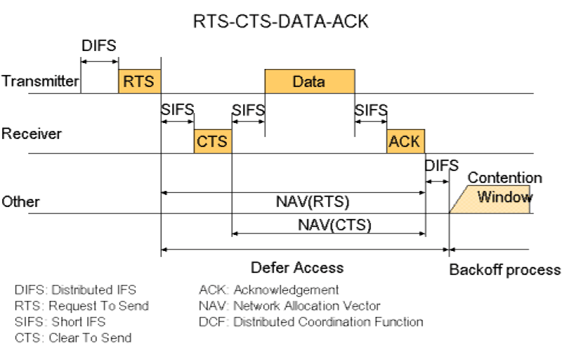 RTS-CTS-DATA-ACK
DIFS
Transmitter
RTS
Data
SIFS
SIFS
SIFS
Receiver
CTS
ACK
DIFS
Contention
Window
Other
NAV(RTS)
NAV(CTS)
Defer Access
Backoff process
DIFS: Distributed IFS
ACK: Acknowledgement
RTS: Request To Send
NAV: Network Allocation Vector
SIFS: Short IFS
DCF: Distributed Coordination Function
CTS: Clear To Send